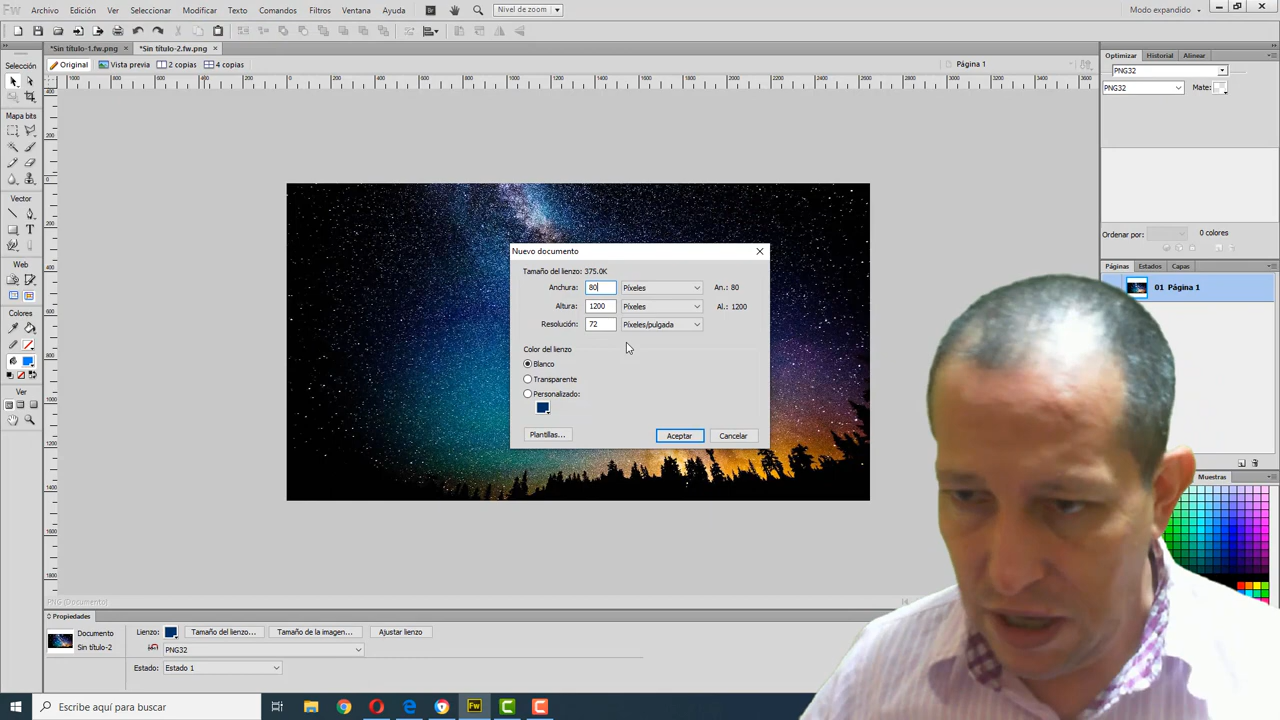 Fw Archivo Edición Ver Seleccionar Modificar Texto Comandos Filtros Ventana Ayuda Br Nivel de zoom Modo expandido
*Sin título-1.fw.png × *Sin título-2.fw.png ×
Original Vista previa 2 copias 4 copias Página 1
Selección
Mapa bits
Vector
Web
Colores
Ver
Nuevo documento
Tamaño del lienzo: 375.0K
Anchura: 80 Píxeles An.: 80
Altura: 1200 Píxeles Al.: 1200
Resolución: 72 Píxeles/pulgada
Color del lienzo
Blanco
Transparente
Personalizado:
Plantillas... Aceptar Cancelar
Optimizar Historial Alinear
PNG32
PNG32 Mate:
Ordenar por: 0 colores
Páginas Estados Capas
01 Página 1
Muestras
PNG (Documento)
Propiedades
Documento
Sin título-2
Lienzo: Tamaño del lienzo... Tamaño de la imagen... Ajustar lienzo
PNG32
Estado: Estado 1
Escribe aquí para buscar Fw